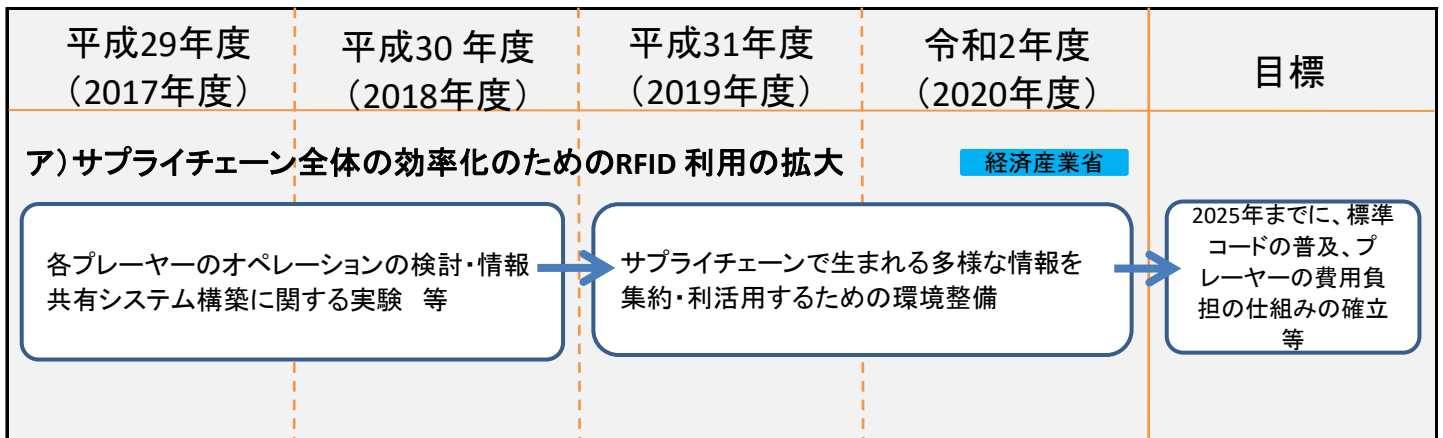 平成29年度
（2017年度）
平成30 年度
（2018年度）
平成31年度
（2019年度）
令和2年度
（2020年度）
目標
ア）サプライチェーン全体の効率化のためのRFID 利用の拡大
経済産業省
各プレーヤーのオペレーションの検討・情報
共有システム構築に関する実験　等
サプライチェーンで生まれる多様な情報を
集約・利活用するための環境整備
2025年までに、標準
コードの普及、プ
レーヤーの費用負
担の仕組みの確立
等